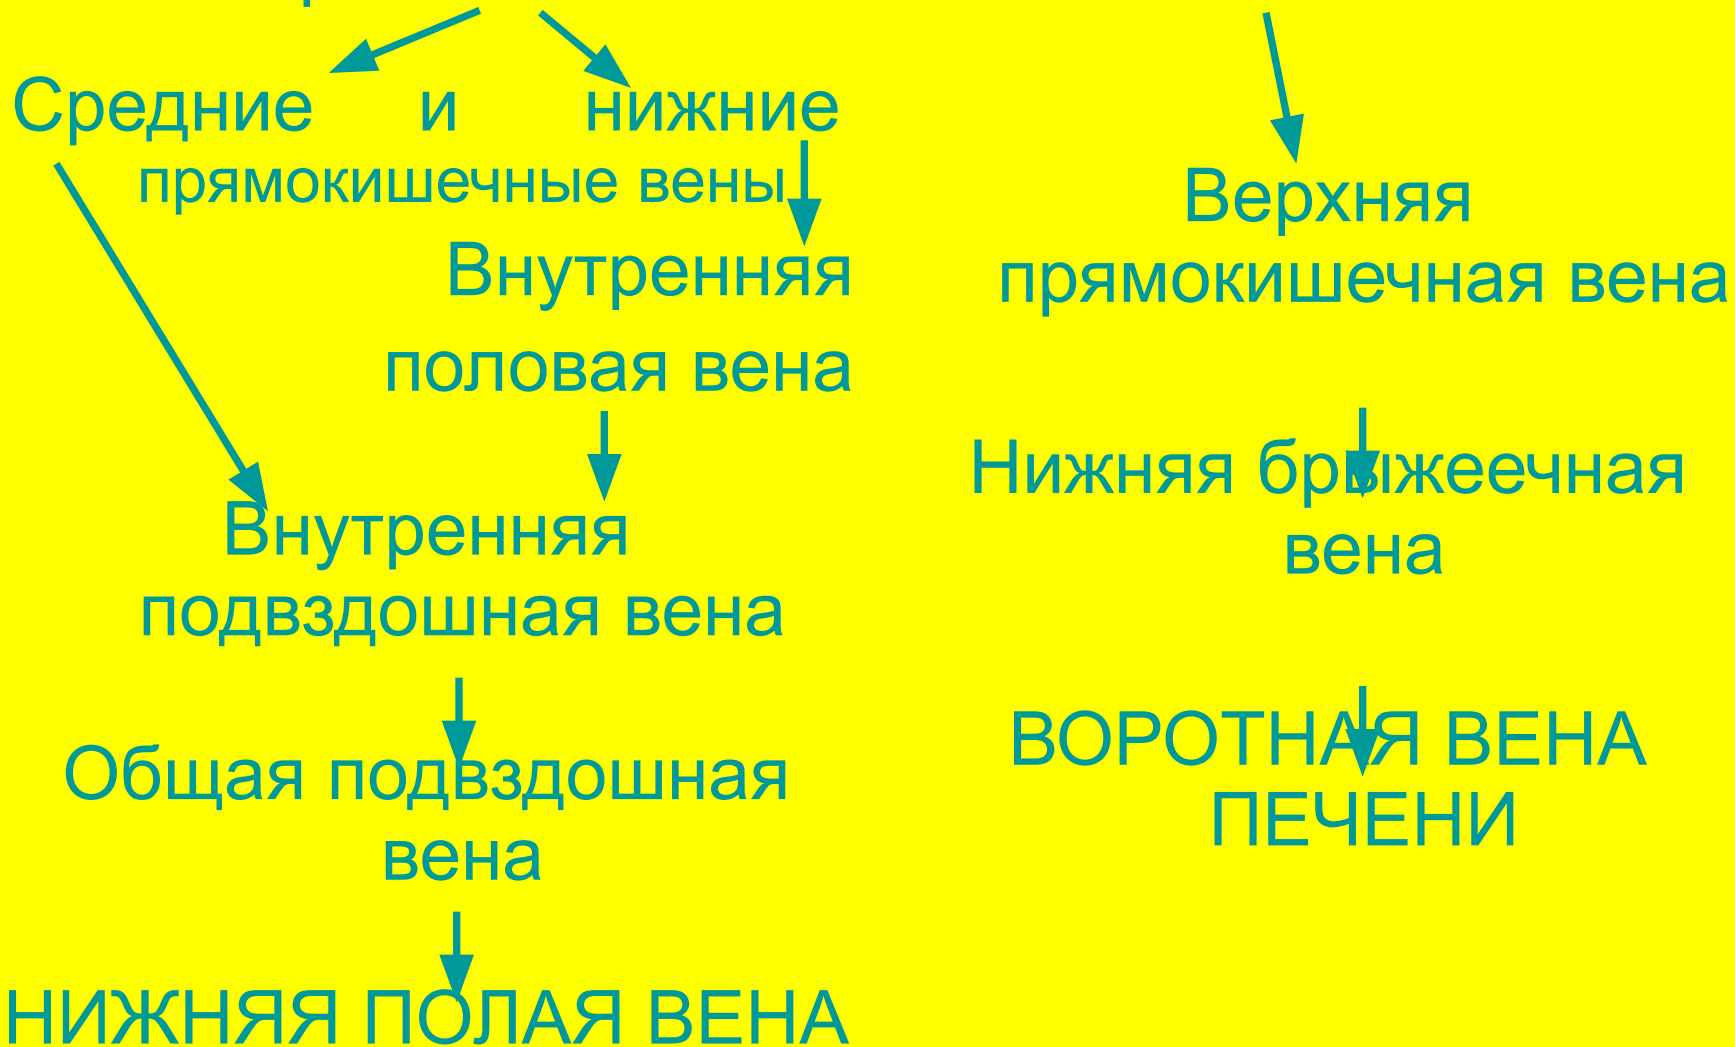 Средние и нижние
прямокишечные вены
Внутренняя
половая вена
Внутренняя
подвздошная вена
Общая подвздошная
вена
НИЖНЯЯ ПОЛАЯ ВЕНА
Верхняя
прямокишечная вена
Нижняя брыжеечная
вена
ВОРОТНАЯ ВЕНА
ПЕЧЕНИ